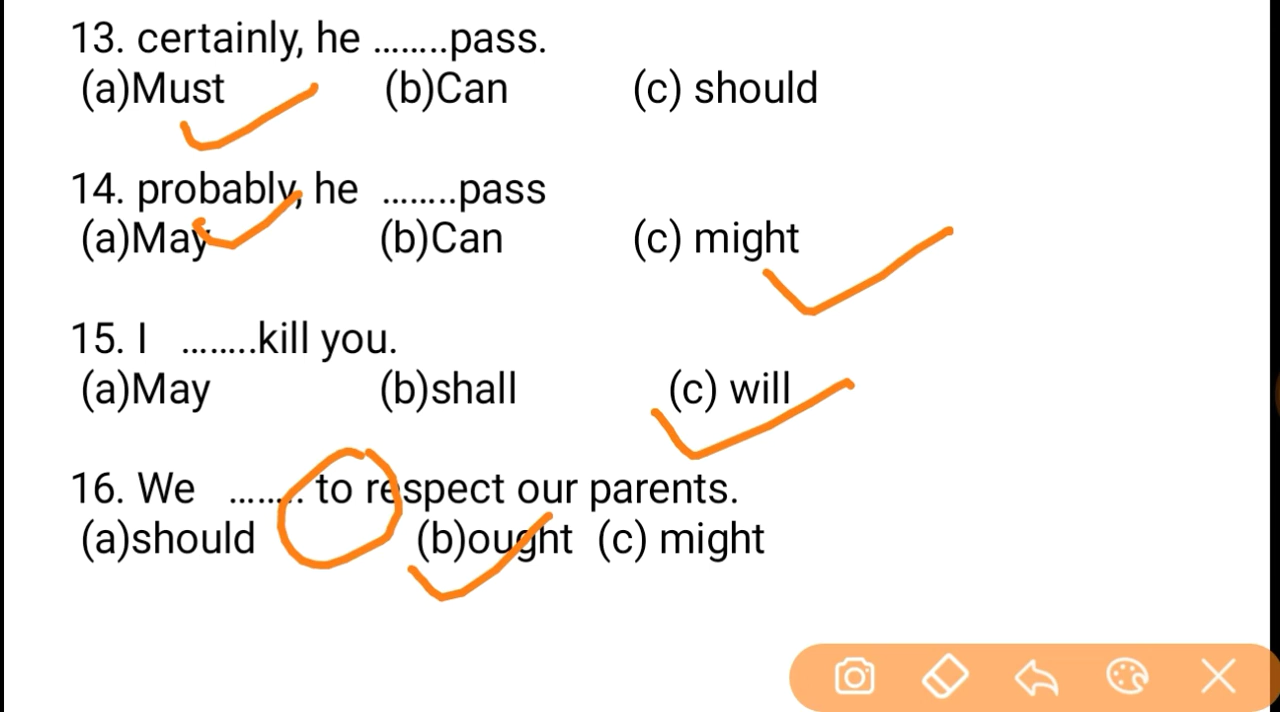 13. certainly, he ........pass.
(a)Must (b)Can (c) should
14. probably, he ........pass
(a)May (b)Can (c) might
15. I ........kill you.
(a)May (b)shall (c) will
16. We ........ to respect our parents.
(a)should (b)ought (c) might